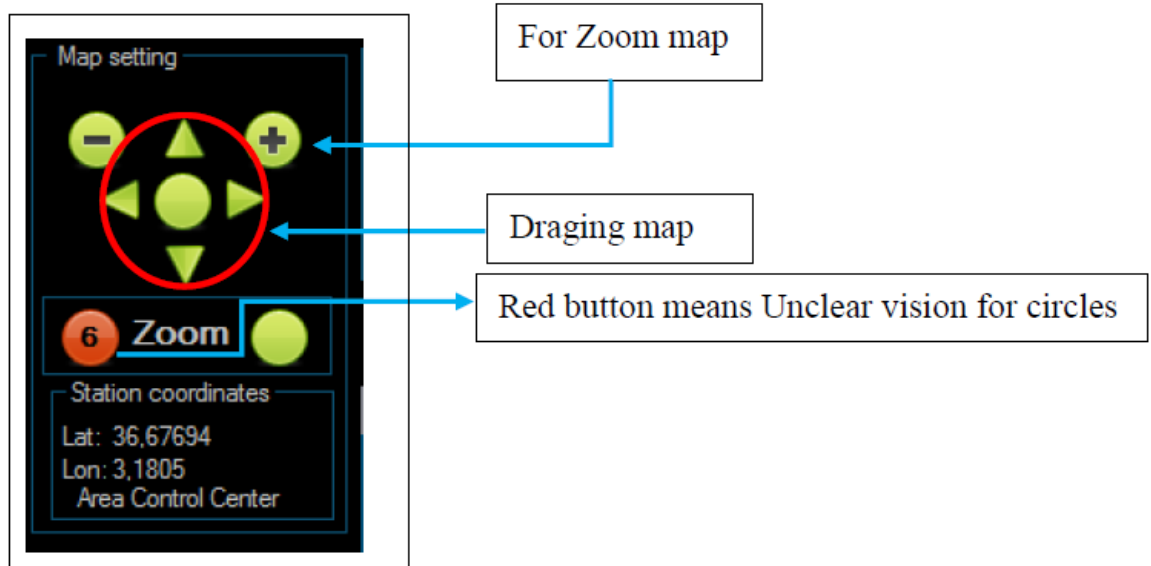 For Zoom map
Map setting
Draging map
Red button means Unclear vision for circles
6 Zoom
Station coordinates
Lat: 36,67694
Lon: 3,1805
Area Control Center